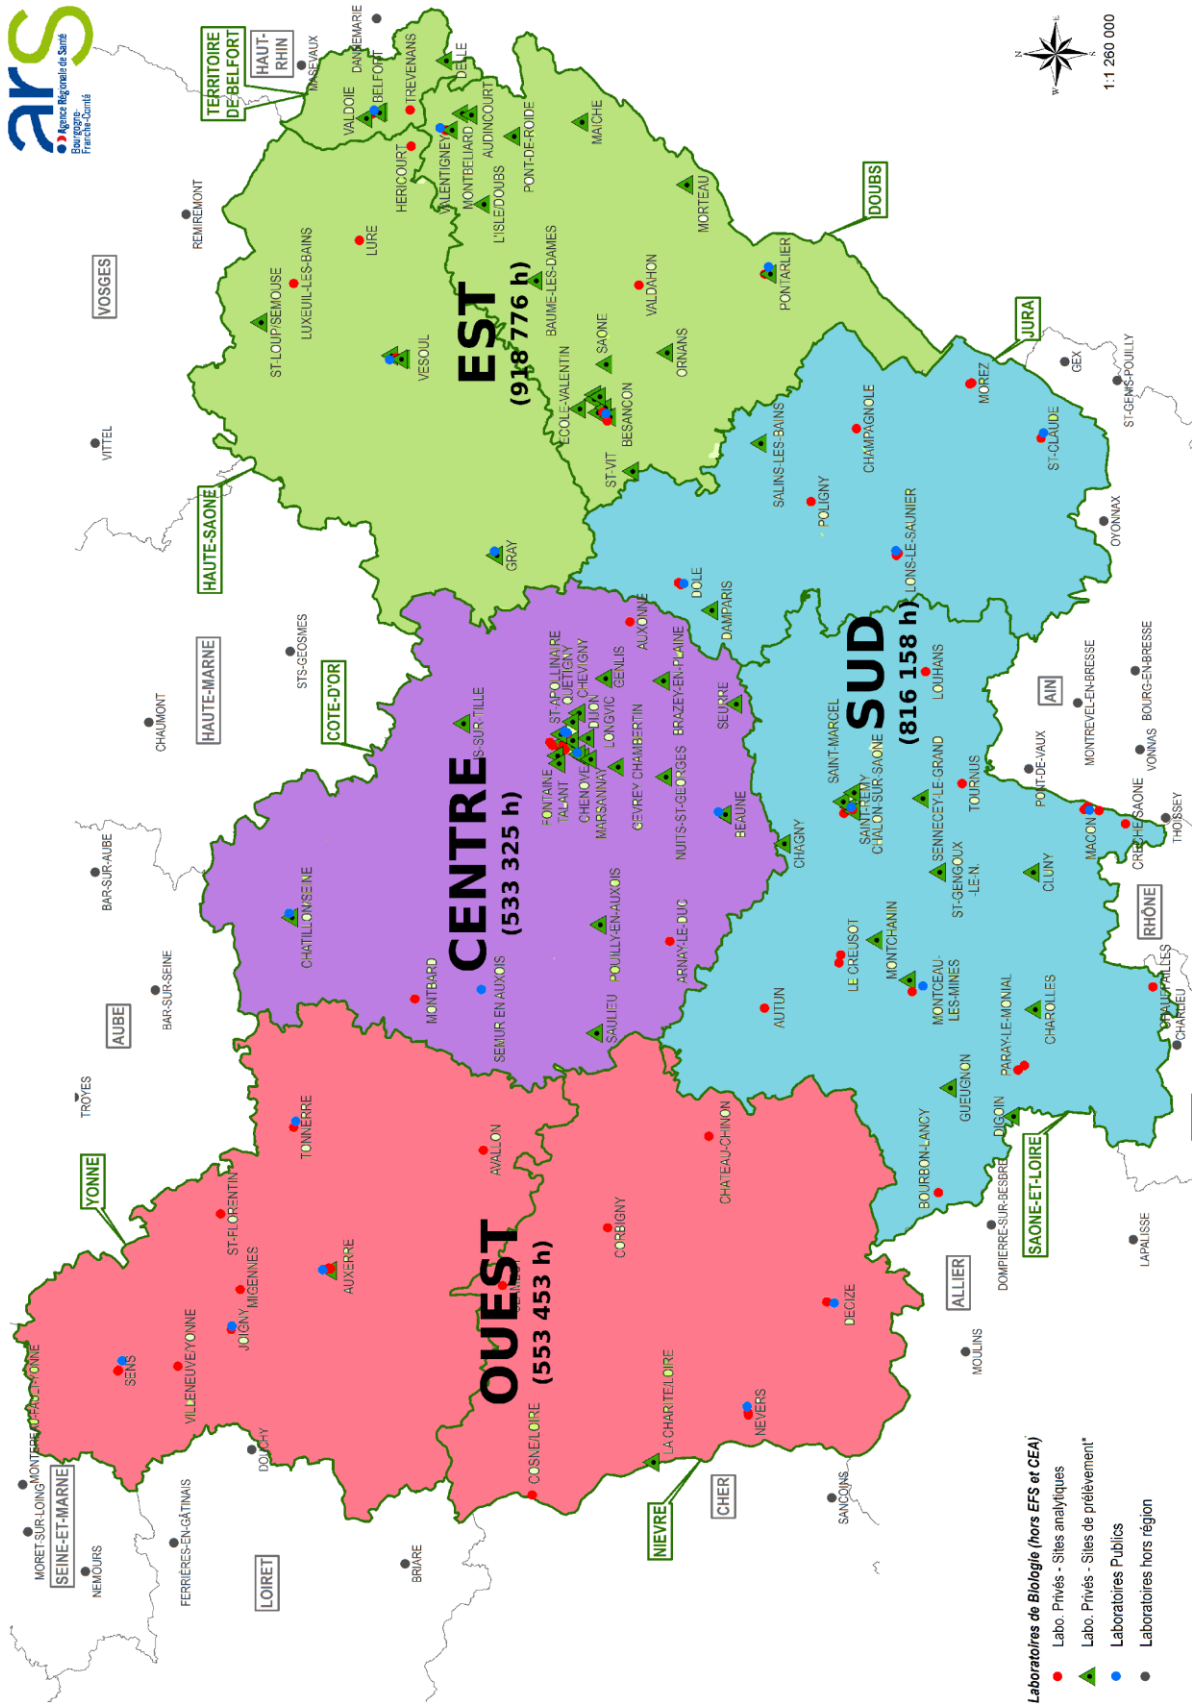 ars
Agence Régionale de Santé
Bourgogne-
Franche-Comté
SEINE-ET-MARNE
YONNE
AUBE
HAUTE-MARNE
COTE-D'OR
HAUTE-SAONE
VOSGES
TERRITOIRE
DE BELFORT
HAUT-
RHIN
DOUBS
JURA
AIN
RHÔNE
SAONE-ET-LOIRE
ALLIER
CHER
NIEVRE
LOIRET
OUEST
(553 453 h)
CENTRE
(533 325 h)
EST
(918 776 h)
SUD
(816 158 h)
MORET-SUR-LOING
MONTEREAU-FAULT-YONNE
NEMOURS
FERRIÈRES-EN-GÂTINAIS
DOUCHY
BRIARE
SANCOINS
MOULINS
LAPALISSE
DOMPIERRE-SUR-BESBRE
CHARLIEU
THOISSEY
VONNAS
BOURG-EN-BRESSE
MONTREVEL-EN-BRESSE
PONT-DE-VAUX
OYONNAX
ST-GENIS-POUILLY
GEX
TROYES
BAR-SUR-SEINE
BAR-SUR-AUBE
CHAUMONT
STS-GEOSMES
VITTEL
REMIREMONT
MASEVAUX
DANNEMARIE
SENS
VILLENEUVE/YONNE
JOIGNY
MIGENNES
ST-FLORENTIN
TONNERRE
AUXERRE
AVALLON
COSNE/LOIRE
CORBIGNY
CHATEAU-CHINON
LA CHARITE/LOIRE
NEVERS
DECIZE
CHATILLON/SEINE
MONTBARD
SEMUR EN AUXOIS
SAULIEU
POUILLY-EN-AUXOIS
ARNAY-LE-DUC
S-SUR-TILLE
FONTAINE
TALANT
ST-APOLLINAIRE
QUETIGNY
CHEVIGNY
DIJON
CHENOVE
LONGVIC
MARSANNAY
GENLIS
GEVREY CHAMBERTIN
AUXONNE
BRAZEY-EN-PLAINE
NUITS-ST-GEORGES
SEURRE
BEAUNE
ST-LOUP/SEMOUSE
LUXEUIL-LES-BAINS
LURE
HERICOURT
VESOUL
GRAY
VALDOIE
BELFORT
TREVENANS
DELLE
VALENTIGNEY
MONTBELIARD
AUDINCOURT
PONT-DE-ROIDE
L'ISLE/DOUBS
MAICHE
BAUME-LES-DAMES
ECOLE-VALENTIN
SAONE
BESANCON
ST-VIT
VALDAHON
ORNANS
MORTEAU
PONTARLIER
SALINS-LES-BAINS
CHAMPAGNOLE
POLIGNY
MOREZ
ST-CLAUDE
LONS-LE-SAUNIER
DOLE
DAMPARIS
CHAGNY
SAINT-MARCEL
SAINT-REMY
CHALON-SUR-SAONE
SENNECEY-LE-GRAND
LOUHANS
TOURNUS
ST-GENGOUX
-LE-N.
CLUNY
MACON
CRECHE/SAONE
AUTUN
LE CREUSOT
MONTCHANIN
MONTCEAU-
LES-MINES
PARAY-LE-MONIAL
CHAROLLES
GUEUGNON
DIGOIN
BOURBON-LANCY
N
E
S
W
1:1 260 000
Laboratoires de Biologie (hors EFS et CEA)
Labo. Privés - Sites analytiques
Labo. Privés - Sites de prélèvement*
Laboratoires Publics
Laboratoires hors région